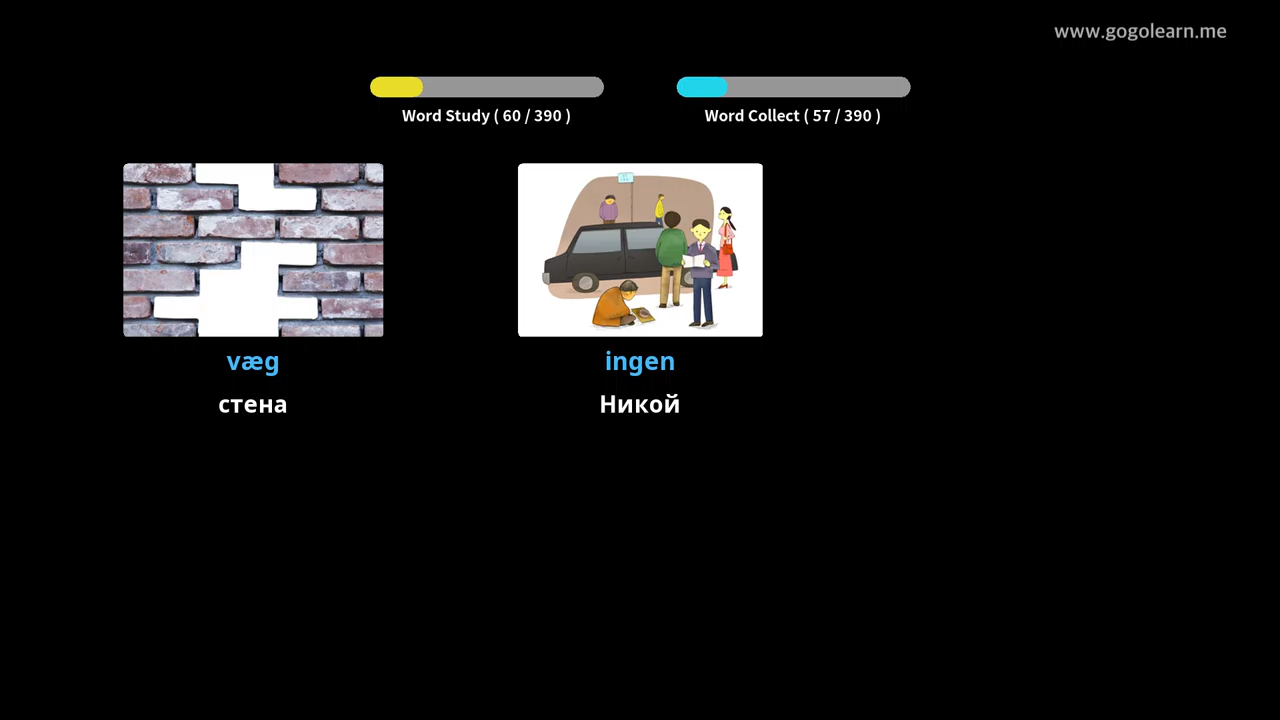 www.gogolearn.me
Word Study ( 60 / 390 )
Word Collect ( 57 / 390 )
væg
ingen
стена
Никой